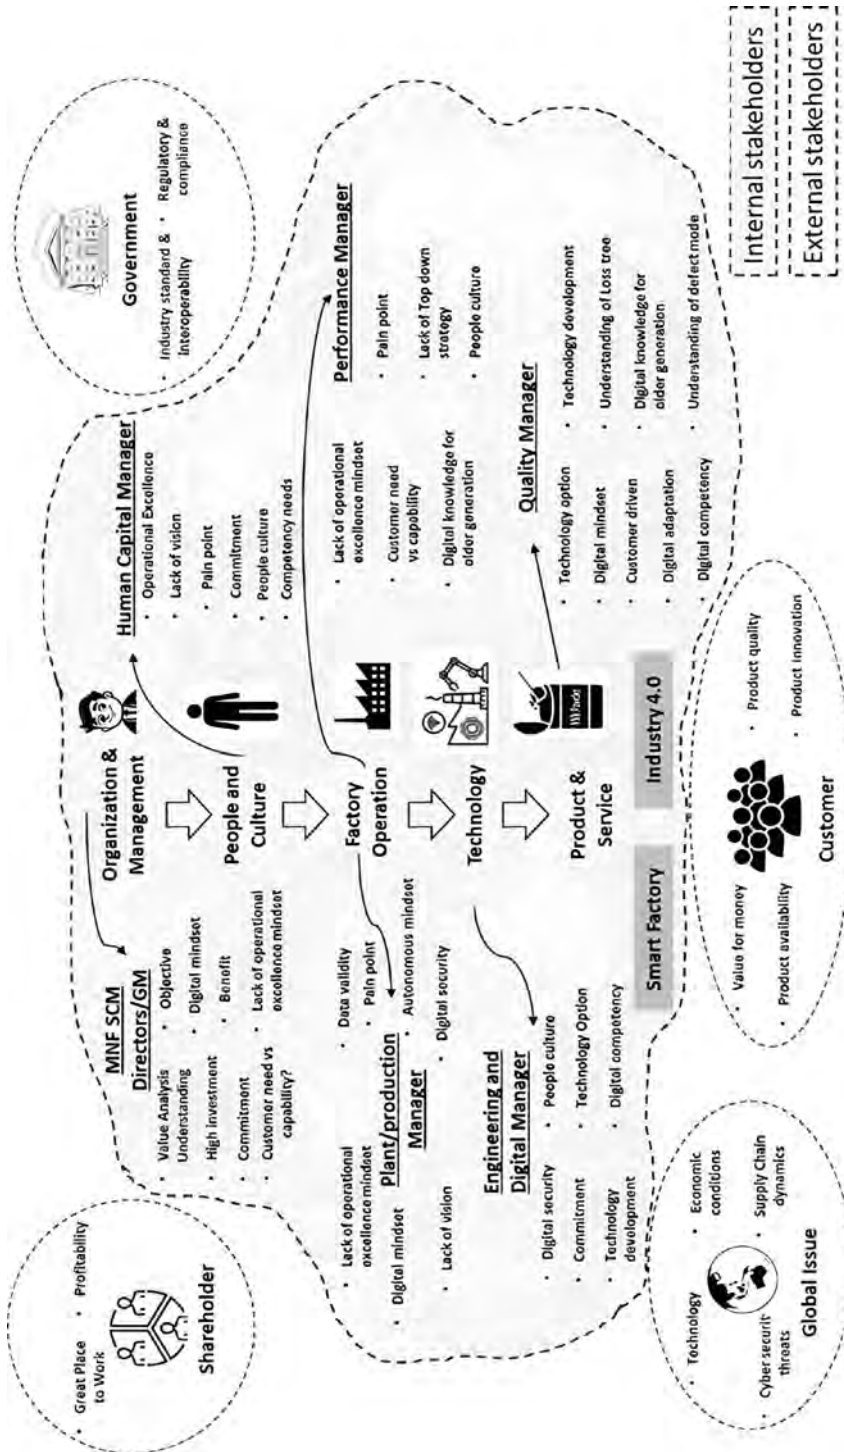 Great Place
to Work
Profitability
Shareholder
Government
Industry standard &
Interoperability
Regulatory &
compliance
MNF SCM
Directors/GM
Value Analysis
Understanding
High investment
Commitment
Customer need vs
capability?
Objective
Digital mindset
Benefit
Lack of operational
excellence mindset
Organization &
Management
Human Capital Manager
Operational Excellence
Lack of vision
Pain point
Commitment
People culture
Competency needs
People and
Culture
Lack of operational
excellence mindset
Digital mindset
Lack of vision
Plant/production
Manager
Data validity
Pain point
Autonomous mindset
Digital security
Factory
Operation
Performance Manager
Lack of operational
excellence mindset
Customer need
vs capability
Digital knowledge for
older generation
Pain point
Lack of Top down
strategy
People culture
Engineering and
Digital Manager
Digital security
Commitment
Technology
development
People culture
Technology Option
Digital competency
Technology
Quality Manager
Technology option
Digital mindset
Customer driven
Digital adaptation
Digital competency
Technology development
Understanding of Loss tree
Digital knowledge for
older generation
Understanding of defect mode
Product &
Service
Smart Factory
Industry 4.0
Technology
Cyber securit
threats
Economic
conditions
Supply Chain
dynamics
Global Issue
Value for money
Product availability
Product quality
Product innovation
Customer
Internal stakeholders
External stakeholders